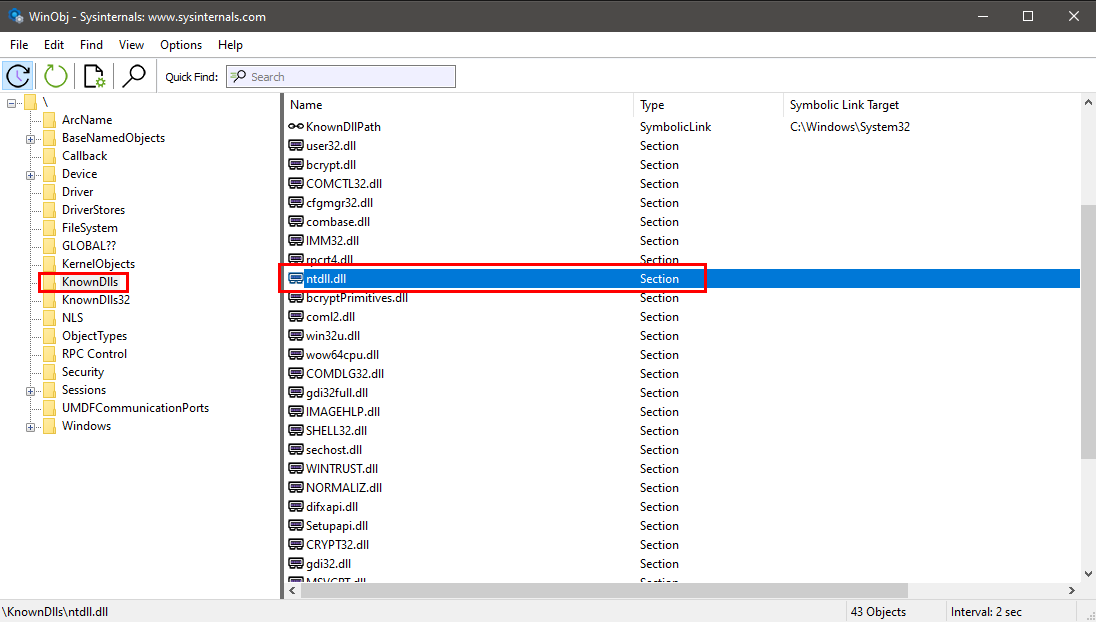 WinObj - Sysinternals: www.sysinternals.com
File Edit Find View Options Help
Quick Find: Search
\
ArcName
BaseNamedObjects
Callback
Device
Driver
DriverStores
FileSystem
GLOBAL??
KernelObjects
KnownDlls
KnownDlls32
NLS
ObjectTypes
RPC Control
Security
Sessions
UMDFCommunicationPorts
Windows
Name Type Symbolic Link Target
KnownDllPath SymbolicLink C:\Windows\System32
user32.dll Section
bcrypt.dll Section
COMCTL32.dll Section
cfgmgr32.dll Section
combase.dll Section
IMM32.dll Section
rpcrt4.dll Section
ntdll.dll Section
bcryptPrimitives.dll Section
coml2.dll Section
win32u.dll Section
wow64cpu.dll Section
COMDLG32.dll Section
gdi32full.dll Section
IMAGEHLP.dll Section
SHELL32.dll Section
sechost.dll Section
WINTRUST.dll Section
NORMALIZ.dll Section
difxapi.dll Section
Setupapi.dll Section
CRYPT32.dll Section
gdi32.dll Section
MSVCRT.dll Section
\KnownDlls\ntdll.dll 43 Objects Interval: 2 sec